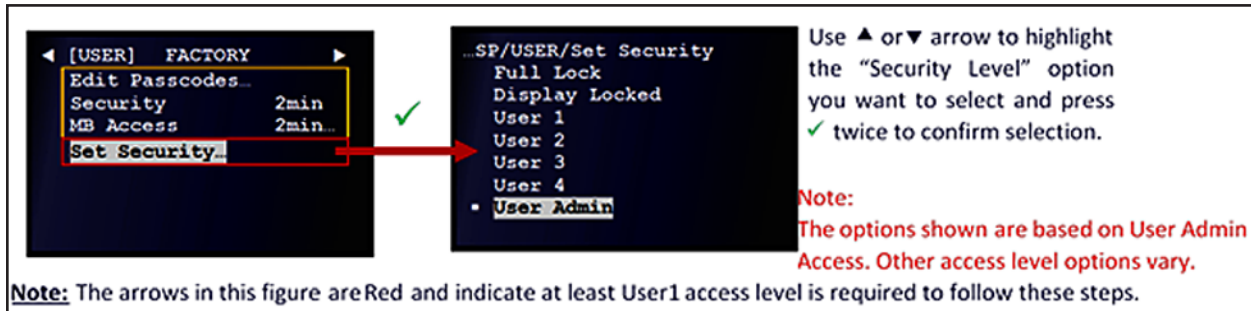 ◀ [USER] FACTORY ▶
Edit Passcodes…
Security 2min
MB Access 2min…
Set Security…
✓
…SP/USER/Set Security
Full Lock
Display Locked
User 1
User 2
User 3
User 4
▪ User Admin
Use ▲ or▼ arrow to highlight
the “Security Level” option
you want to select and press
✓ twice to confirm selection.
Note:
The options shown are based on User Admin
Access. Other access level options vary.
Note: The arrows in this figure are Red and indicate at least User1 access level is required to follow these steps.